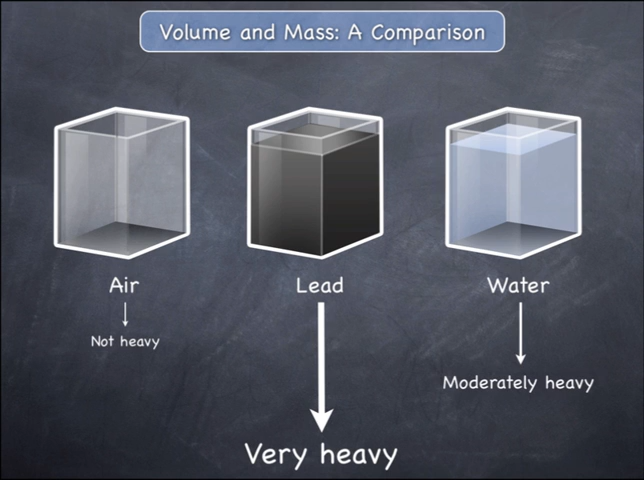 Volume and Mass: A Comparison
Air
Lead
Water
Not heavy
Moderately heavy
Very heavy